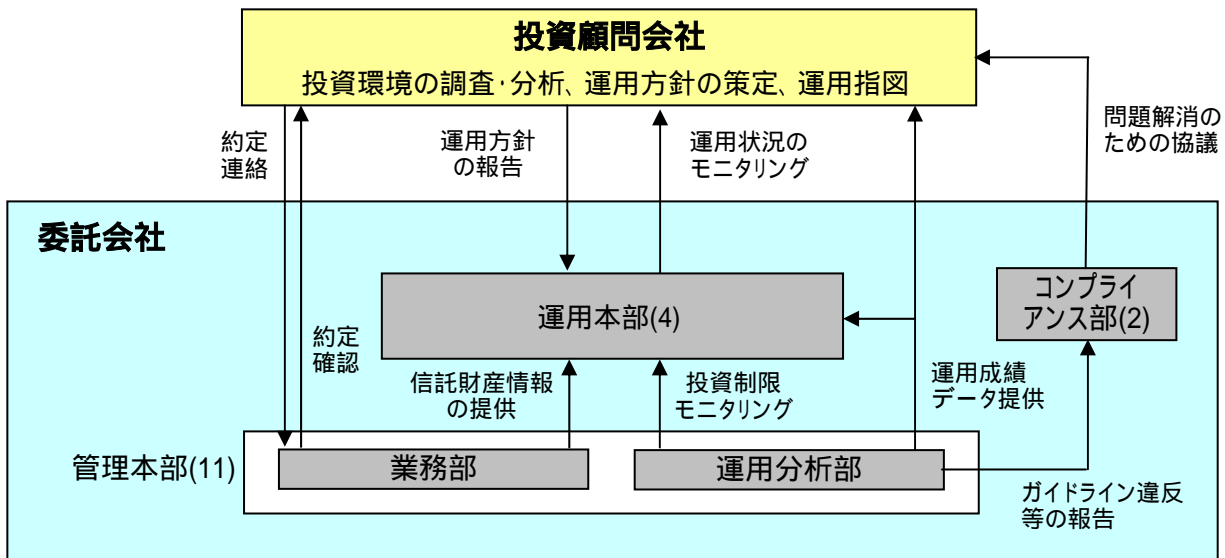 投資顧問会社
投資環境の調査・分析、運用方針の策定、運用指図
約定
連絡
運用方針
の報告
運用状況の
モニタリング
問題解消の
ための協議
委託会社
運用本部(4)
コンプライ
アンス部(2)
約定
確認
信託財産情報
の提供
投資制限
モニタリング
運用成績
データ提供
管理本部(11)
業務部
運用分析部
ガイドライン違反
等の報告